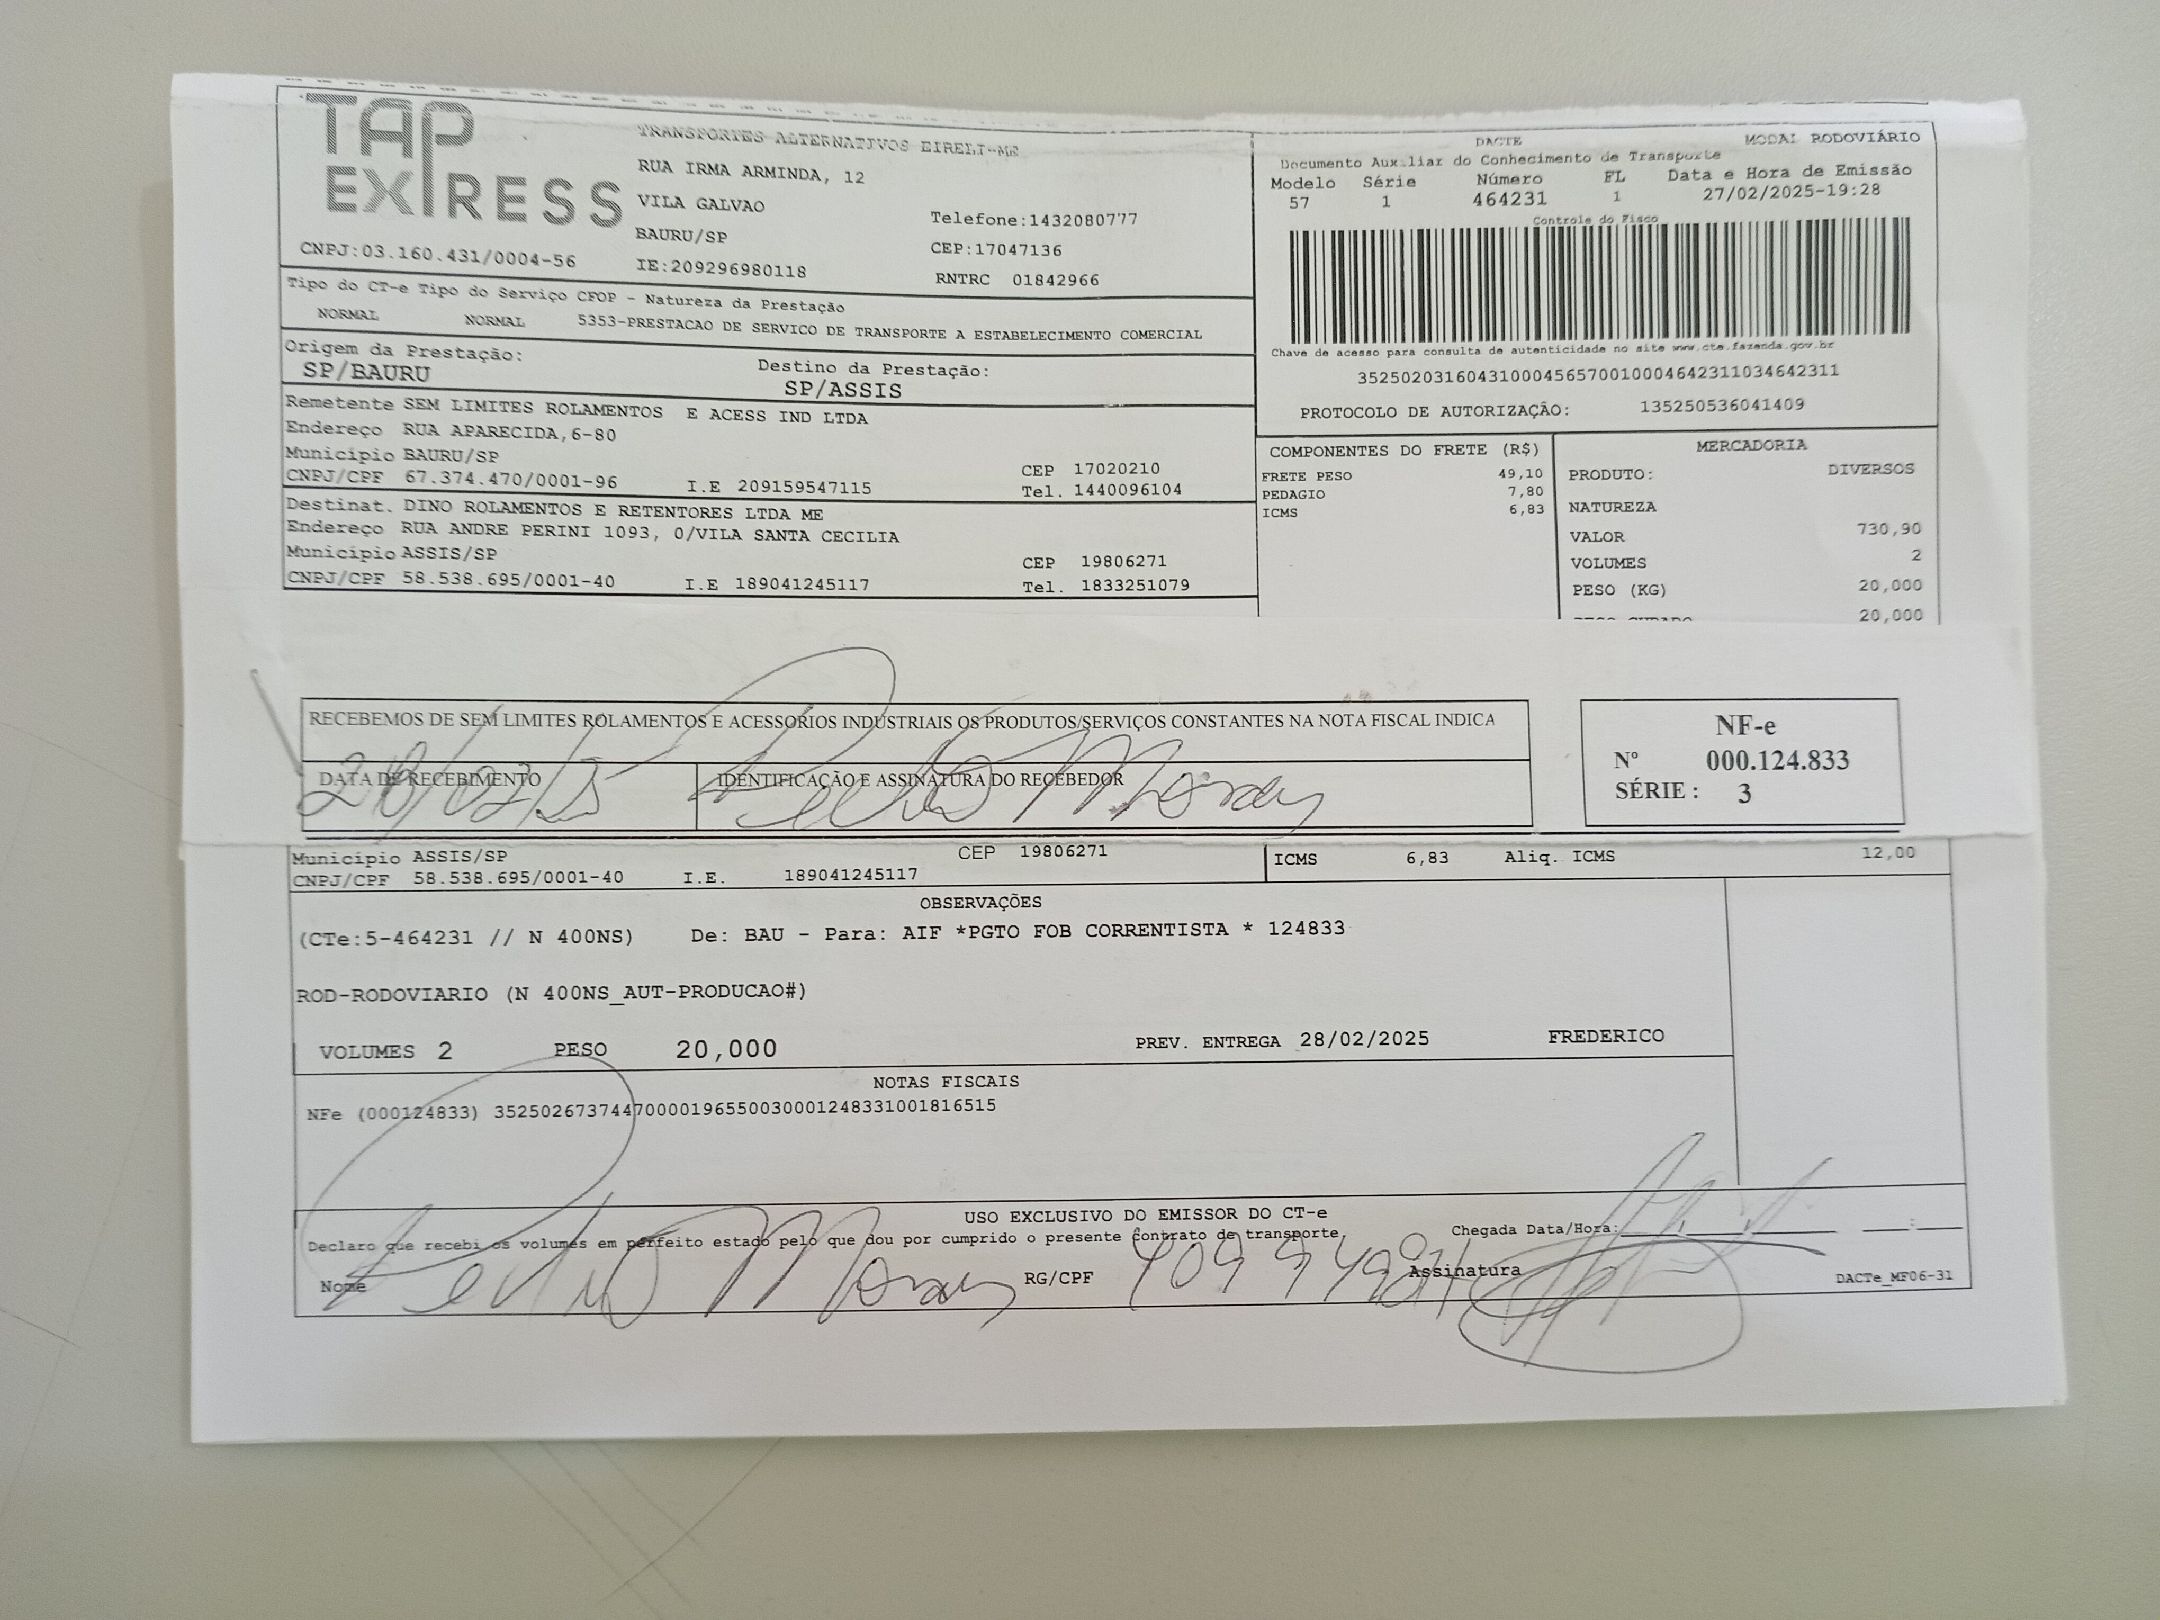 TAP
EXPRESS
TRANSPORTES ALTERNATIVOS EIRELI-ME
RUA IRMA ARMINDA, 12
VILA GALVAO
BAURU/SP
Telefone:1432080777
CEP:17047136
CNPJ:03.160.431/0004-56 IE:209296980118 RNTRC 01842966
DACTE MODAL RODOVIÁRIO
Documento Auxiliar do Conhecimento de Transporte
Modelo Série Número FL Data e Hora de Emissão
57 1 464231 1 27/02/2025-19:28
Controle do Fisco
Chave de acesso para consulta de autenticidade no site www.cte.fazenda.gov.br
35250203160431000456570010004642311034642311
PROTOCOLO DE AUTORIZAÇÃO: 135250536041409
Tipo do CT-e Tipo do Serviço CFOP - Natureza da Prestação
NORMAL NORMAL 5353-PRESTACAO DE SERVICO DE TRANSPORTE A ESTABELECIMENTO COMERCIAL
Origem da Prestação: Destino da Prestação:
SP/BAURU SP/ASSIS
Remetente SEM LIMITES ROLAMENTOS E ACESS IND LTDA
Endereço RUA APARECIDA,6-80
Município BAURU/SP CEP 17020210
CNPJ/CPF 67.374.470/0001-96 I.E 209159547115 Tel. 1440096104
Destinat. DINO ROLAMENTOS E RETENTORES LTDA ME
Endereço RUA ANDRE PERINI 1093, 0/VILA SANTA CECILIA
Município ASSIS/SP CEP 19806271
CNPJ/CPF 58.538.695/0001-40 I.E 189041245117 Tel. 1833251079
COMPONENTES DO FRETE (R$)
FRETE PESO 49,10
PEDAGIO 7,80
ICMS 6,83
MERCADORIA
PRODUTO: DIVERSOS
NATUREZA
VALOR 730,90
VOLUMES 2
PESO (KG) 20,000
PESO CUBADO 20,000
RECEBEMOS DE SEM LIMITES ROLAMENTOS E ACESSORIOS INDUSTRIAIS OS PRODUTOS/SERVIÇOS CONSTANTES NA NOTA FISCAL INDICA
DATA DE RECEBIMENTO IDENTIFICAÇÃO E ASSINATURA DO RECEBEDOR
28/02/25 Pedro Moraes
NF-e
Nº 000.124.833
SÉRIE : 3
Município ASSIS/SP CEP 19806271
CNPJ/CPF 58.538.695/0001-40 I.E. 189041245117
ICMS 6,83 Aliq. ICMS 12,00
OBSERVAÇÕES
(CTe:5-464231 // N 400NS) De: BAU - Para: AIF *PGTO FOB CORRENTISTA * 124833
ROD-RODOVIARIO (N 400NS_AUT-PRODUCAO#)
VOLUMES 2 PESO 20,000 PREV. ENTREGA 28/02/2025 FREDERICO
NOTAS FISCAIS
NFe (000124833) 35250267374470000196550030001248331001816515
USO EXCLUSIVO DO EMISSOR DO CT-e
Declaro que recebi os volumes em perfeito estado pelo que dou por cumprido o presente contrato de transporte Chegada Data/Hora:
Nome Pedro Moraes RG/CPF Assinatura DACTe_MF06-31